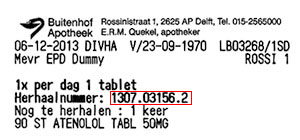 Buitenhof Apotheek
Rossinistraat 1, 2625 AP Delft, Tel. 015-2565000
E.R.M. Quekel, apotheker
06-12-2013 DIVHA V/23-09-1970 LB03268/1SD
Mevr EPD Dummy ROSSI 1
1x per dag 1 tablet
Herhaalnummer: 1307.03156.2
Nog te herhalen : 1 keer
90 ST ATENOLOL TABL 50MG